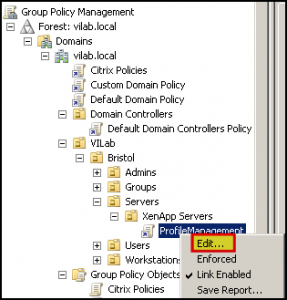 Group Policy Management
Forest: vilab.local
Domains
vilab.local
Citrix Policies
Custom Domain Policy
Default Domain Policy
Domain Controllers
Default Domain Controllers Policy
VILab
Bristol
Admins
Groups
Servers
XenApp Servers
ProfileManagement
Edit...
Users
Enforced
Workstations
Link Enabled
Group Policy Objects
Citrix Policies
Save Report...